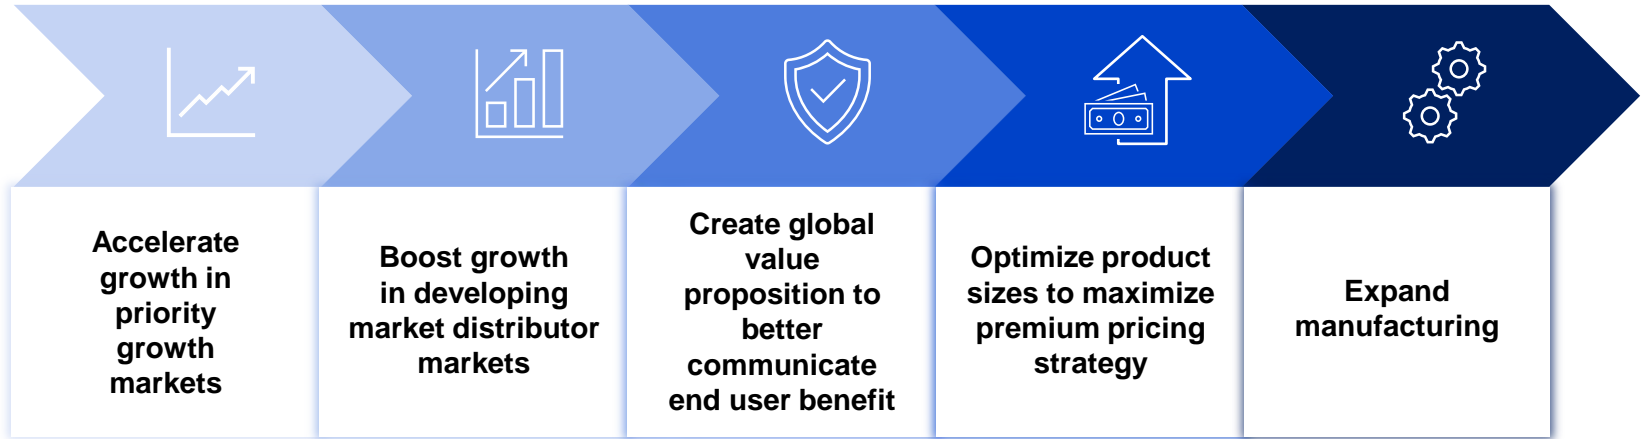 Accelerate
growth in
priority
growth
markets
Boost growth
in developing
market distributor
markets
Create global
value
proposition to
better
communicate
end user benefit
Optimize product
sizes to maximize
premium pricing
strategy
Expand
manufacturing